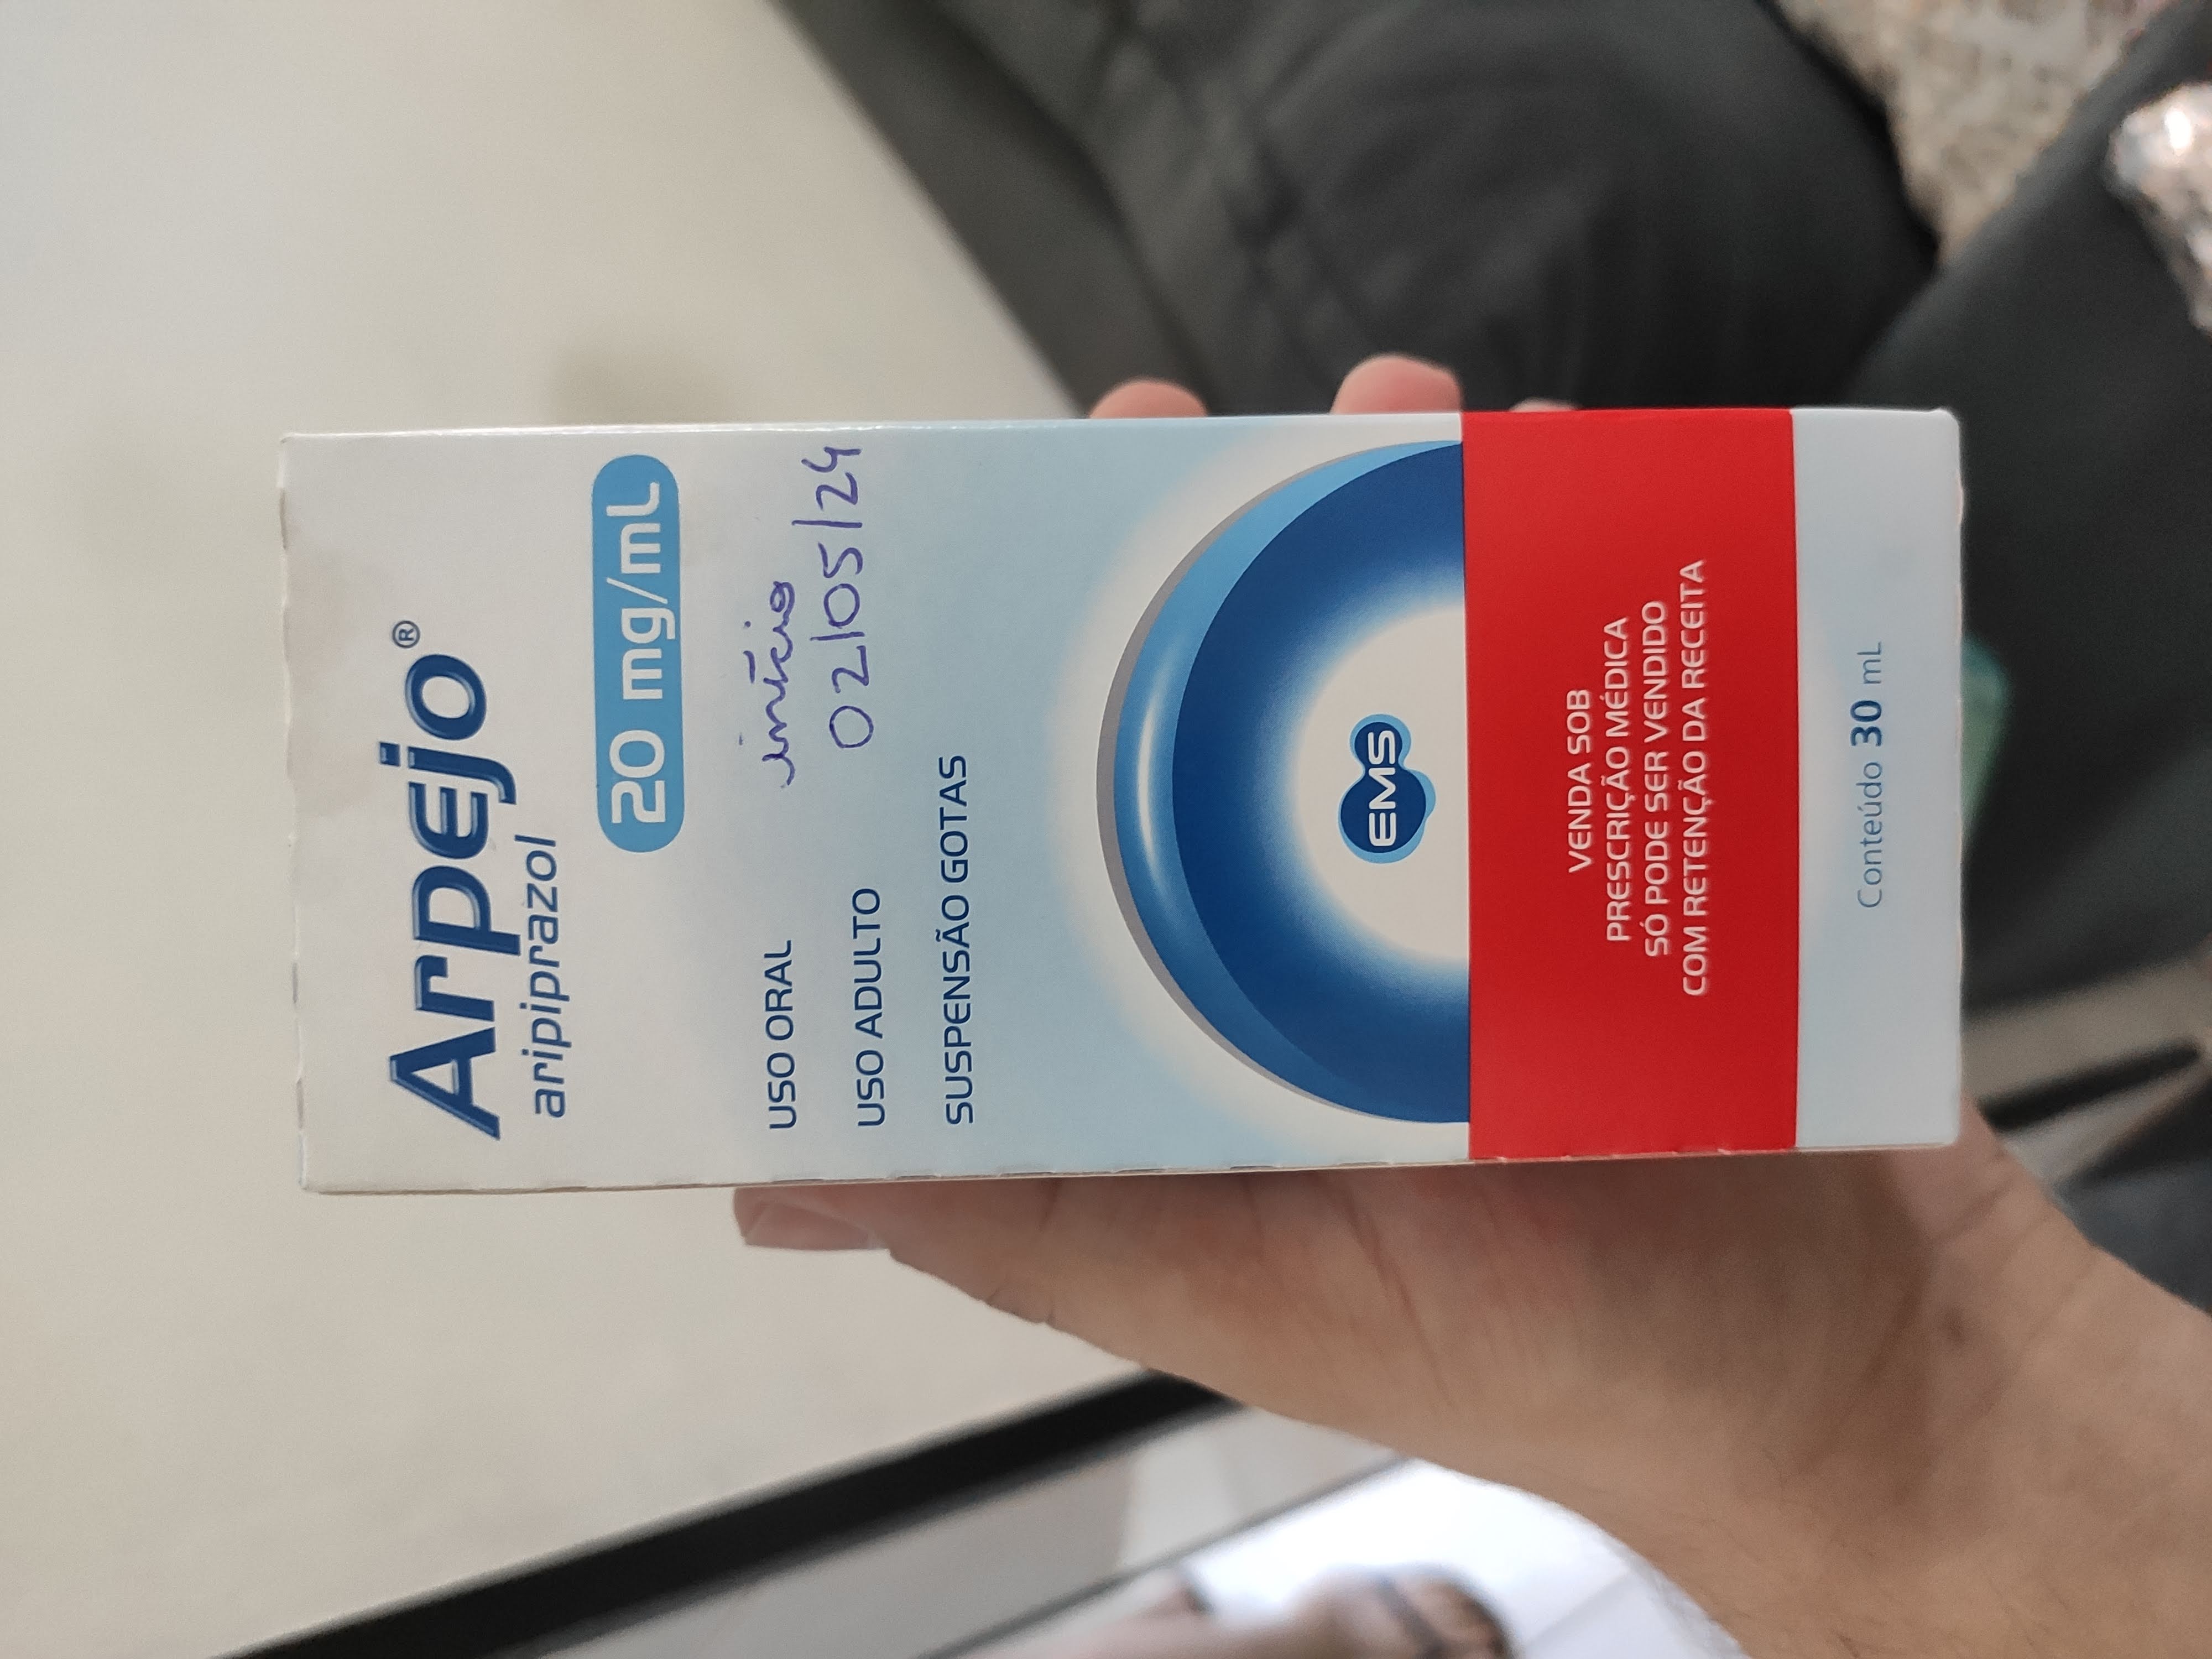 Arpejo®
aripiprazol
20 mg/mL
USO ORAL
início
02/05/24
USO ADULTO
SUSPENSÃO GOTAS
EMS
VENDA SOB
PRESCRIÇÃO MÉDICA
SÓ PODE SER VENDIDO
COM RETENÇÃO DA RECEITA
Conteúdo 30 mL